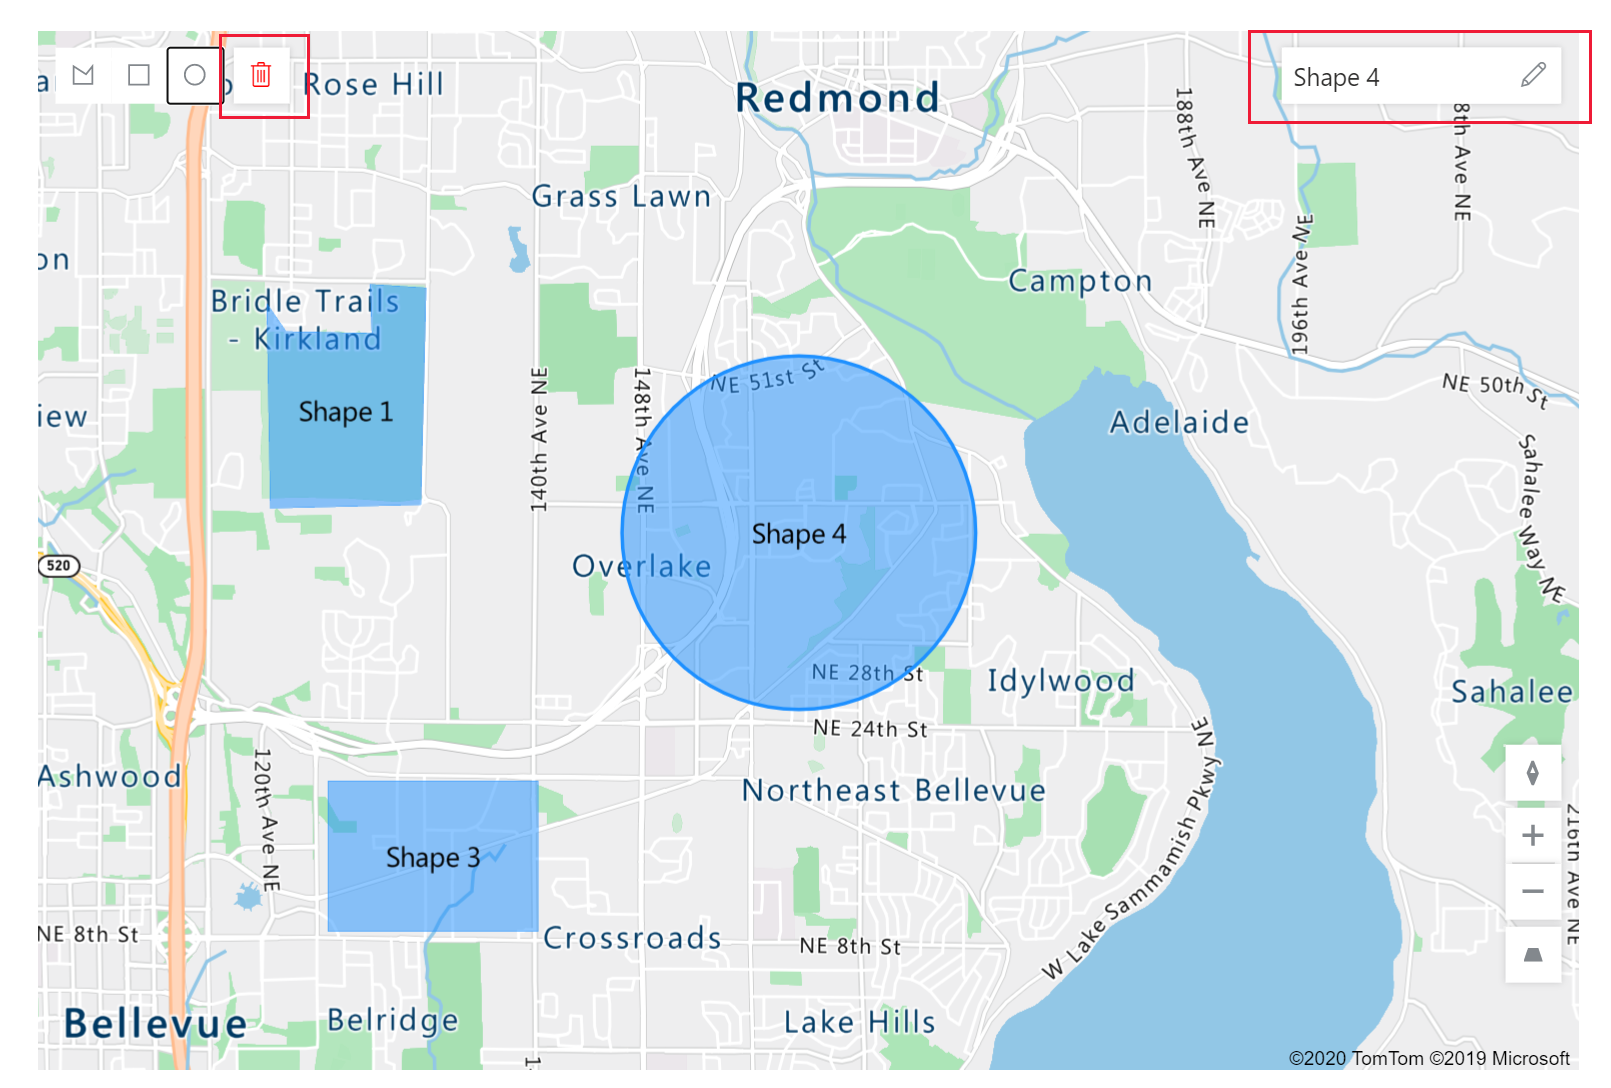 Rose Hill
Redmond
Shape 4
188th Ave NE
8th Ave NE
Grass Lawn
196th Ave NE
on
Campton
Bridle Trails
- Kirkland
NE 51st St
140th Ave NE
148th Ave NE
NE 50th St
iew
Shape 1
Adelaide
Sahalee Way NE
Shape 4
520
Overlake
NE 28th St
Idylwood
Sahalee
NE 24th St
Ashwood
120th Ave NE
Northeast Bellevue
W Lake Sammamish Pkwy NE
216th Ave NE
Shape 3
NE 8th St
Crossroads
NE 8th St
Bellevue
Belridge
Lake Hills
©2020 TomTom ©2019 Microsoft